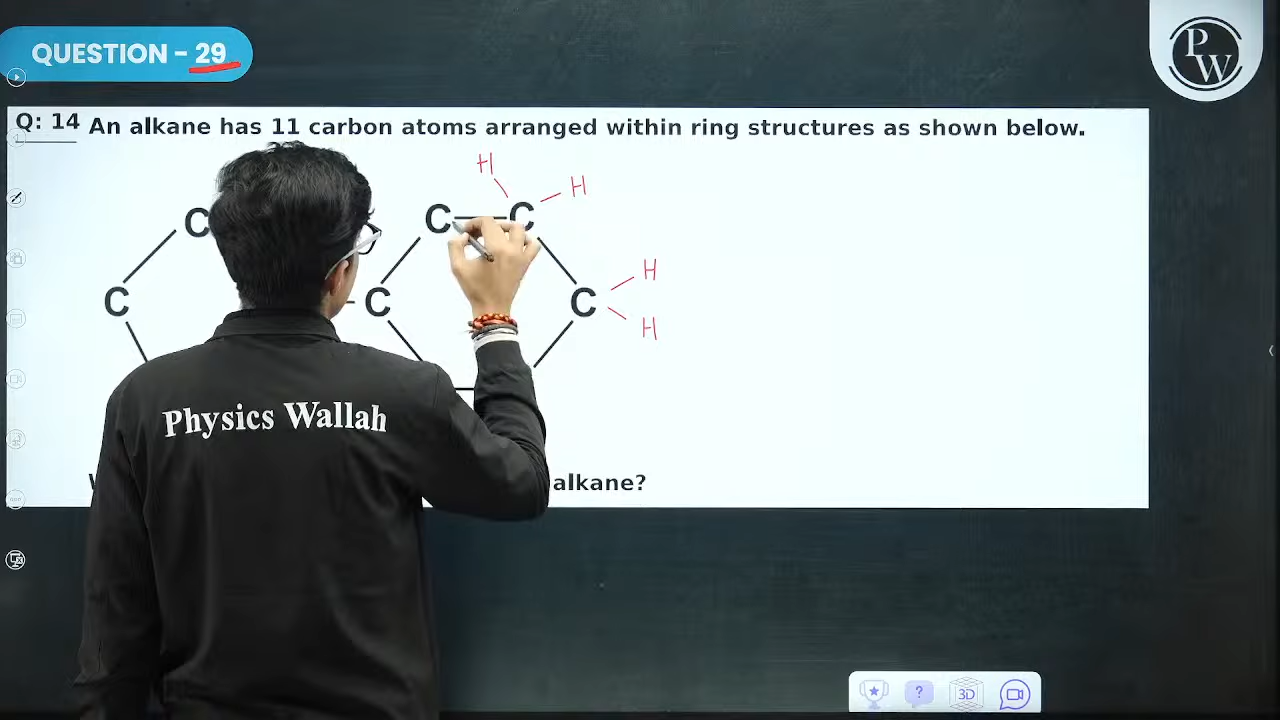 QUESTION - 29
PW
Q: 14 An alkane has 11 carbon atoms arranged within ring structures as shown below.
H
H
C C C
H
C C C
H
Physics Wallah
alkane?
3D